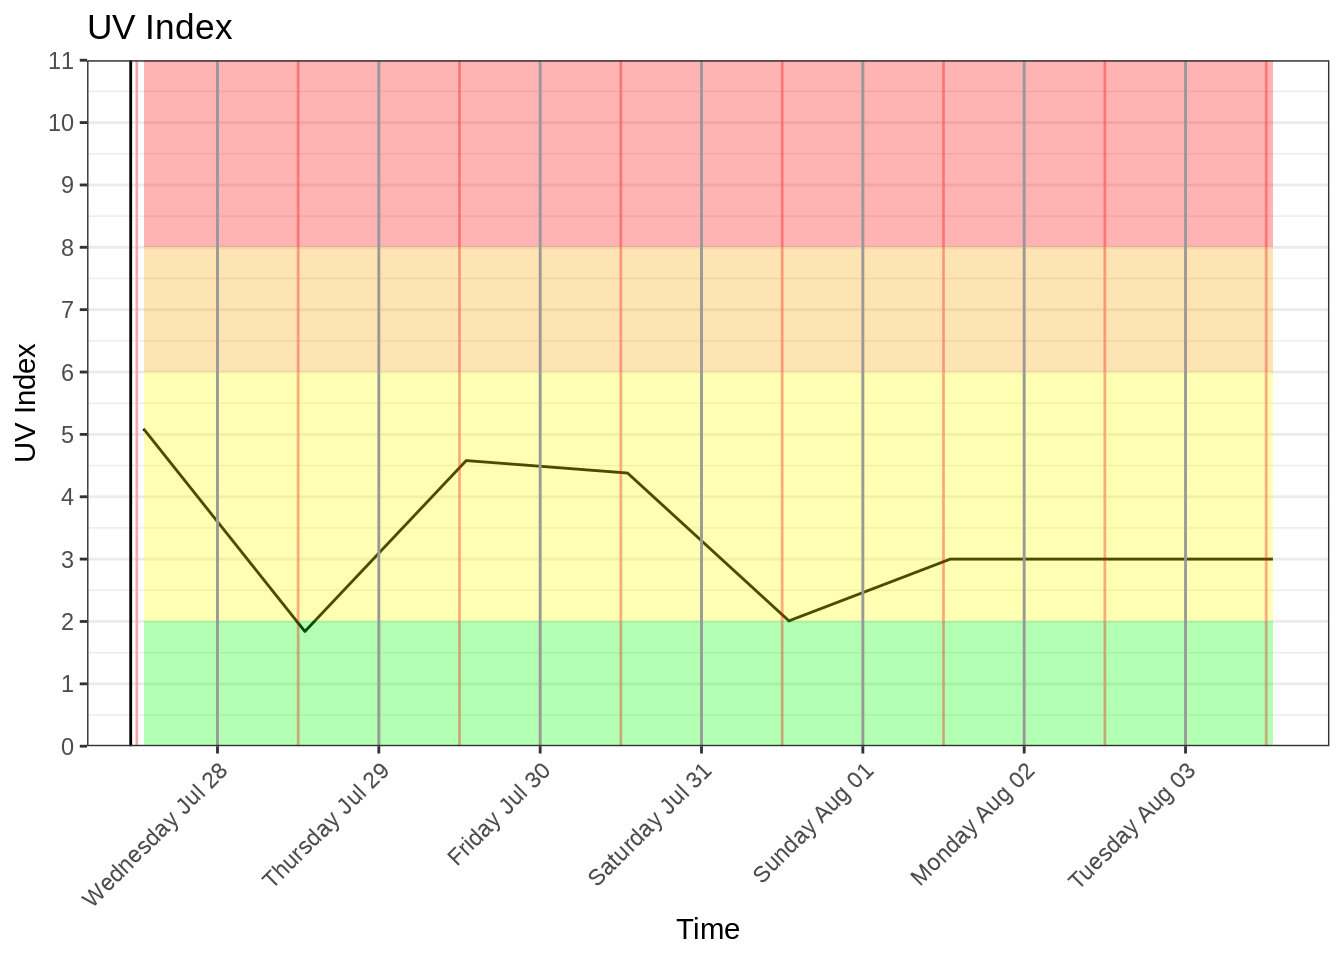 UV Index
11
10
9
8
7
6
5
4
3
2
1
0
UV Index
Wednesday Jul 28
Thursday Jul 29
Friday Jul 30
Saturday Jul 31
Sunday Aug 01
Monday Aug 02
Tuesday Aug 03
Time